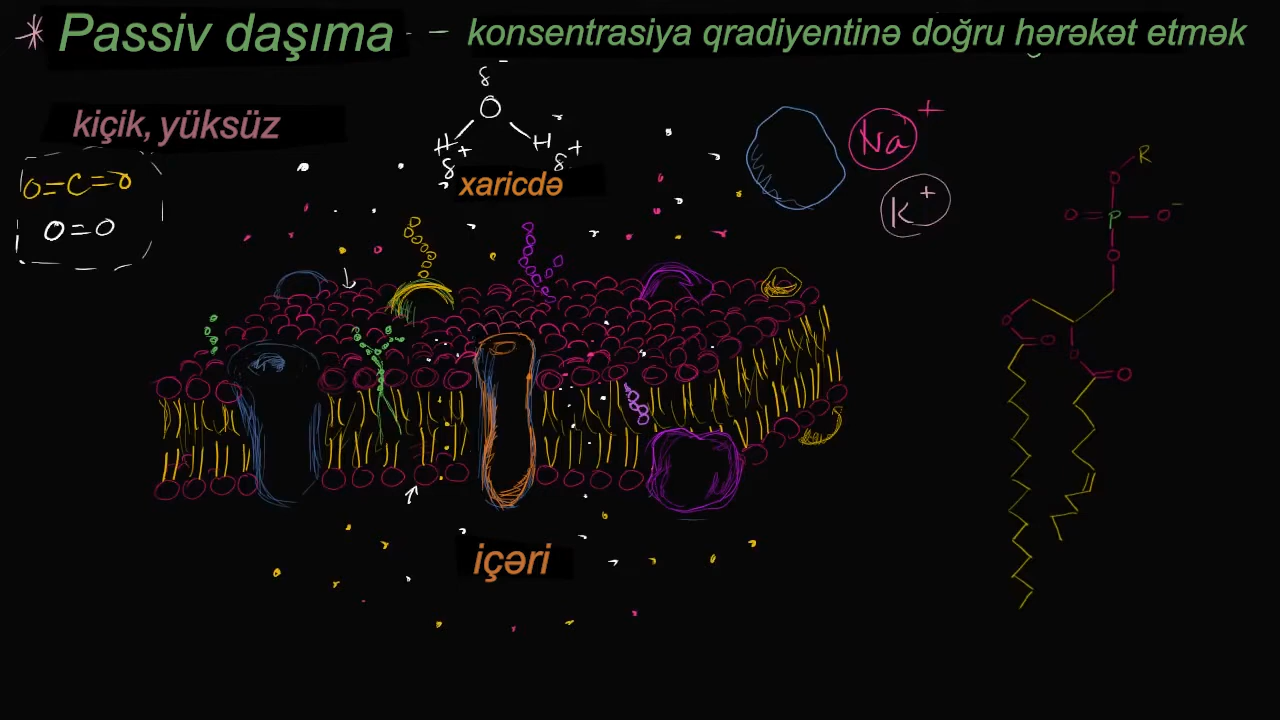 * Passiv daşıma - - konsentrasiya qradiyentinə doğru hərəkət etmək
kiçik, yüksüz
O=C=O
O=O
δ-
O
H H
δ+ δ+
xaricdə
Na+
K+
R
O
O=P-O-
O
O O
O O
içəri